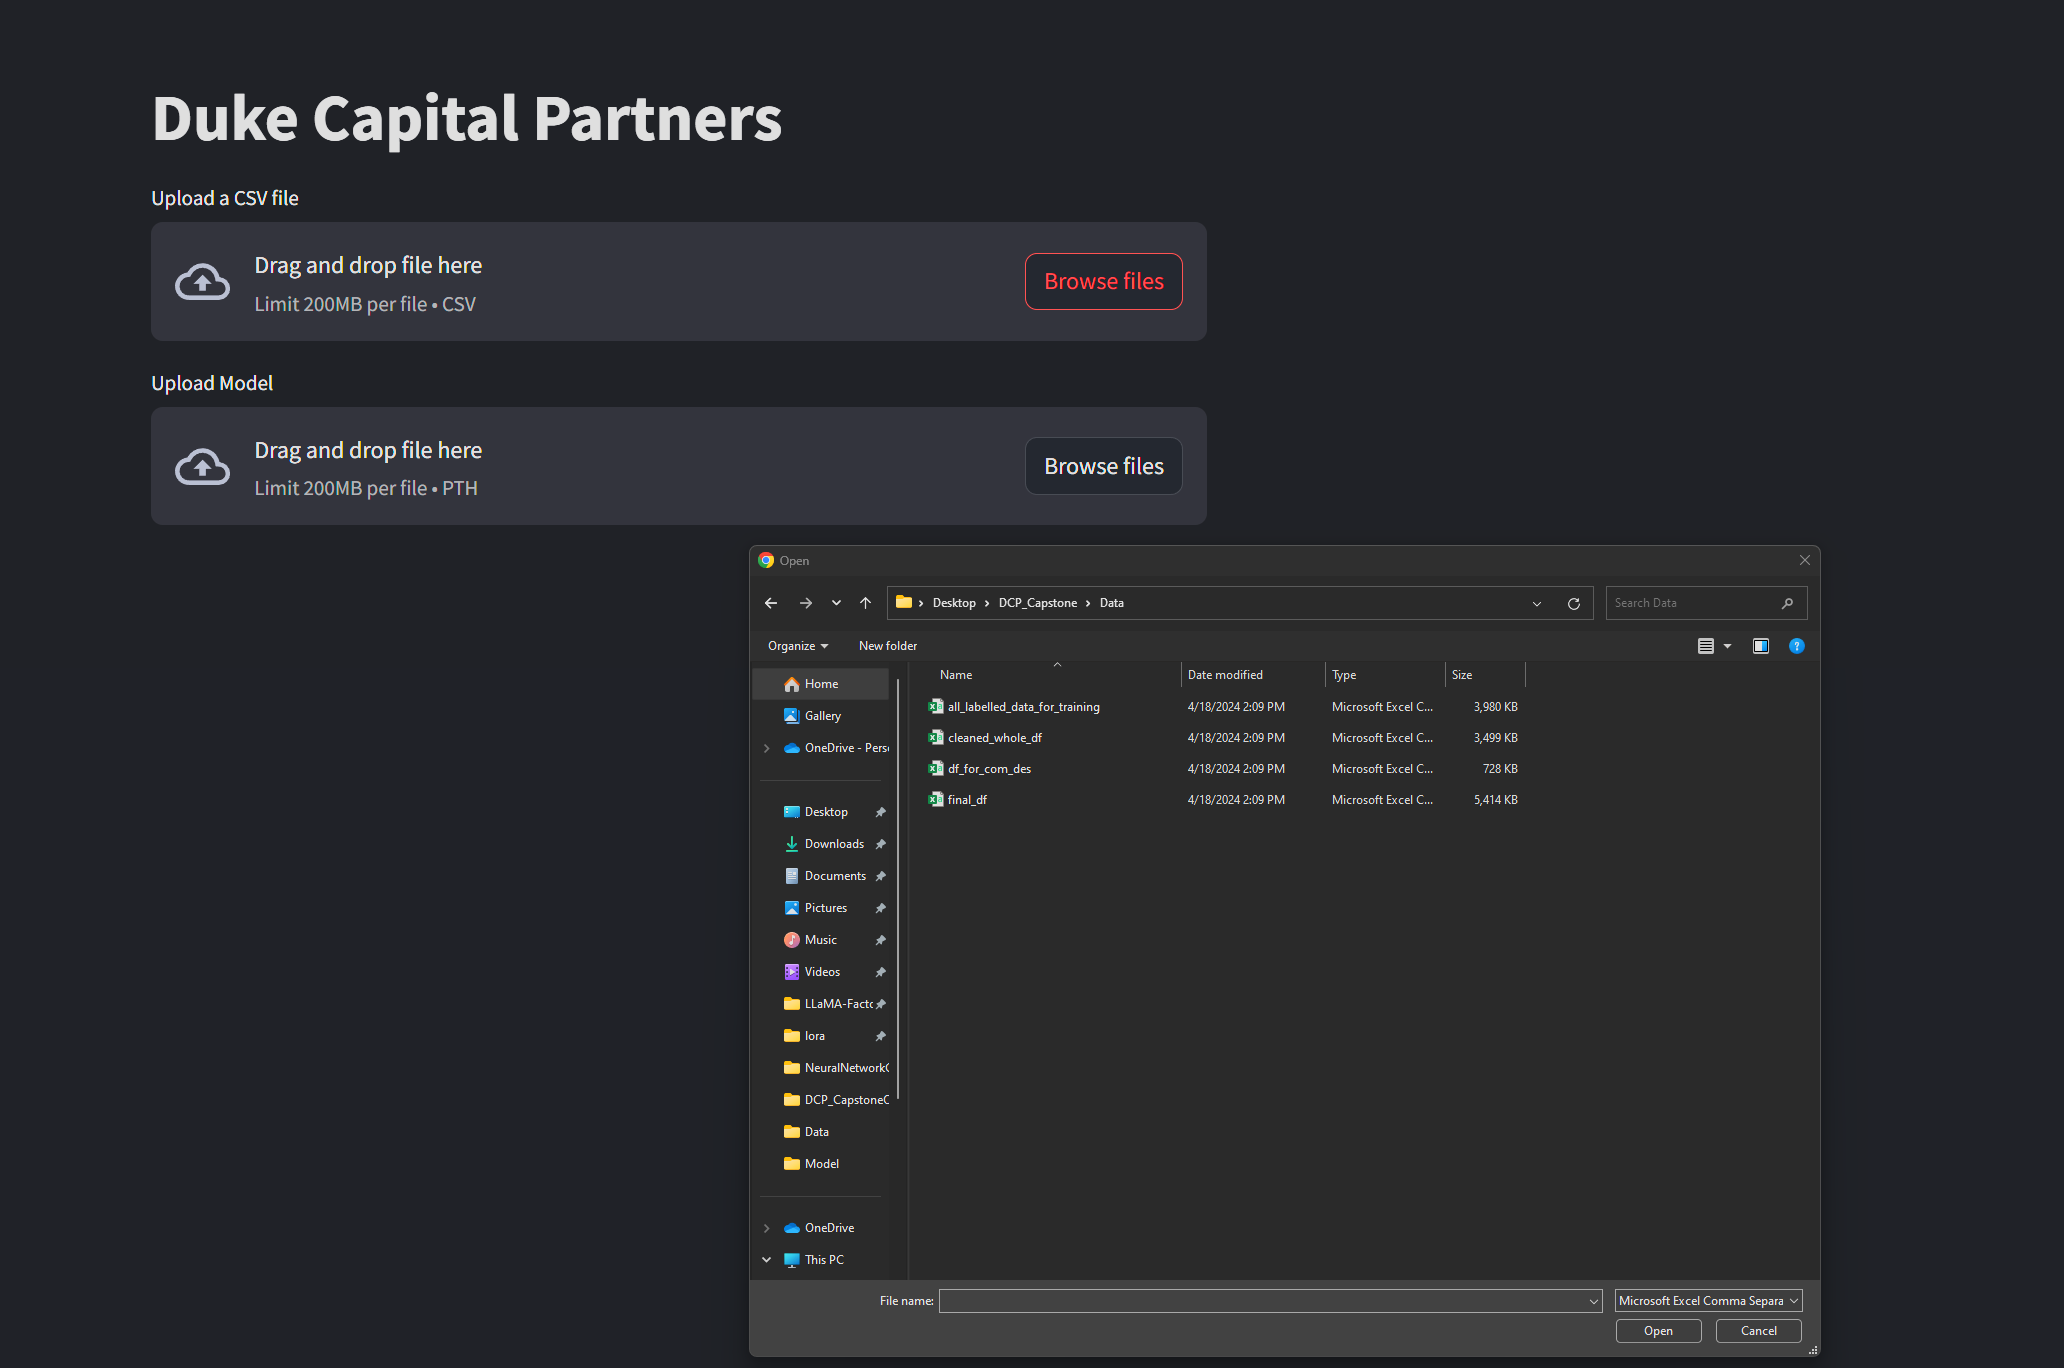 Duke Capital Partners
Upload a CSV file
Drag and drop file here
Limit 200MB per file • CSV
Browse files
Upload Model
Drag and drop file here
Limit 200MB per file • PTH
Browse files
Open
Desktop > DCP_Capstone > Data
Search Data
Organize
New folder
Name Date modified Type Size
all_labelled_data_for_training 4/18/2024 2:09 PM Microsoft Excel C... 3,980 KB
cleaned_whole_df 4/18/2024 2:09 PM Microsoft Excel C... 3,499 KB
df_for_com_des 4/18/2024 2:09 PM Microsoft Excel C... 728 KB
final_df 4/18/2024 2:09 PM Microsoft Excel C... 5,414 KB
Home
Gallery
OneDrive - Pers
Desktop
Downloads
Documents
Pictures
Music
Videos
LLaMA-Facto
lora
NeuralNetwork
DCP_Capstone
Data
Model
OneDrive
This PC
File name:
Microsoft Excel Comma Separa
Open
Cancel